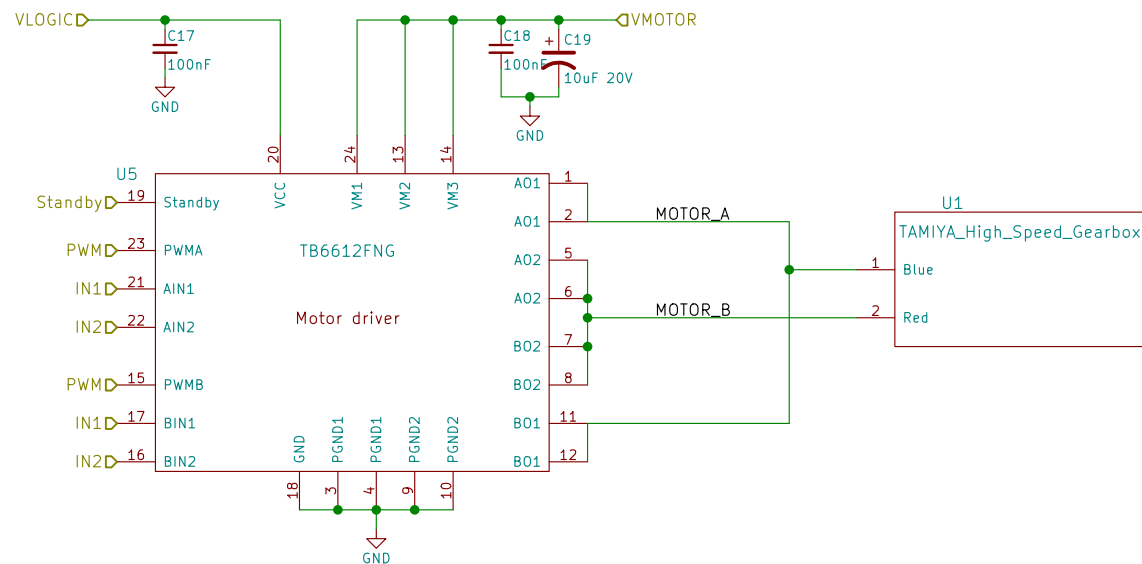 VLOGIC
VMOTOR
C17
100nF
GND
C18
100nF
C19
+
10uF 20V
GND
U5
20
24
13
14
VCC
VM1
VM2
VM3
Standby
19
Standby
PWM
23
PWMA
IN1
21
AIN1
IN2
22
AIN2
PWM
15
PWMB
IN1
17
BIN1
IN2
16
BIN2
TB6612FNG
Motor driver
AO1
1
AO1
2
AO2
5
AO2
6
BO2
7
BO2
8
BO1
11
BO1
12
GND
PGND1
PGND1
PGND2
PGND2
18
3
4
9
10
GND
MOTOR_A
MOTOR_B
U1
TAMIYA_High_Speed_Gearbox
1
Blue
2
Red